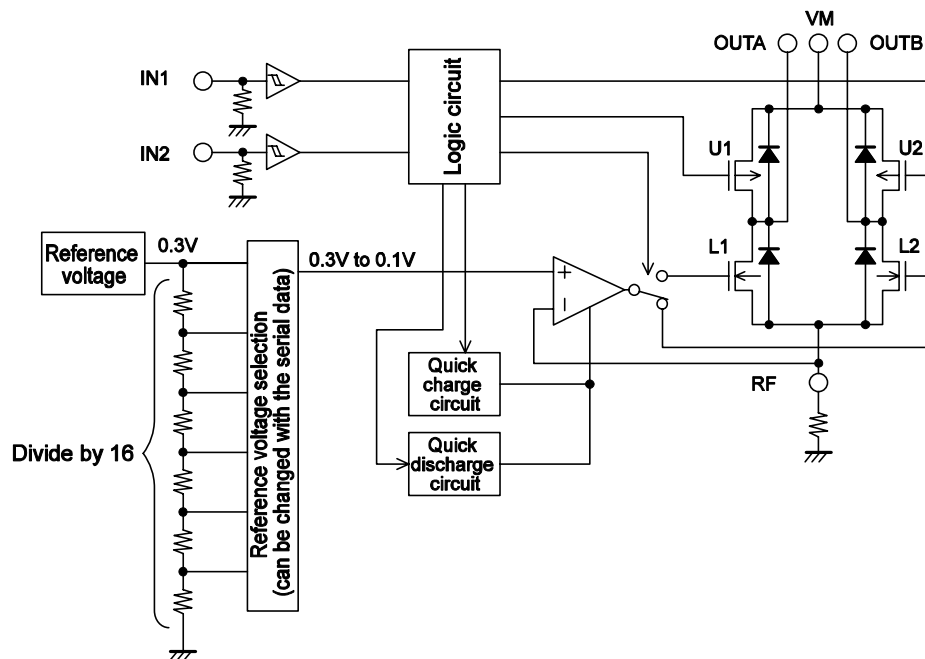 VM
OUTA
OUTB
IN1
IN2
Logic circuit
U1
U2
L1
L2
Reference
voltage
0.3V
Reference voltage selection
(can be changed with the serial data)
0.3V to 0.1V
+
−
Quick
charge
circuit
Quick
discharge
circuit
RF
Divide by 16